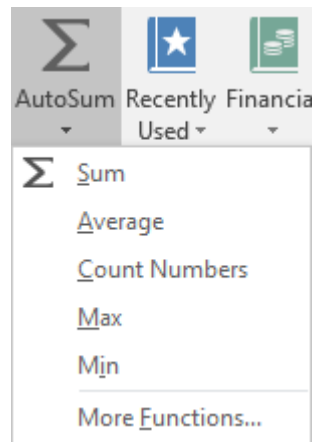 AutoSum Recently Financia
Used
Sum
Average
Count Numbers
Max
Min
More Functions...